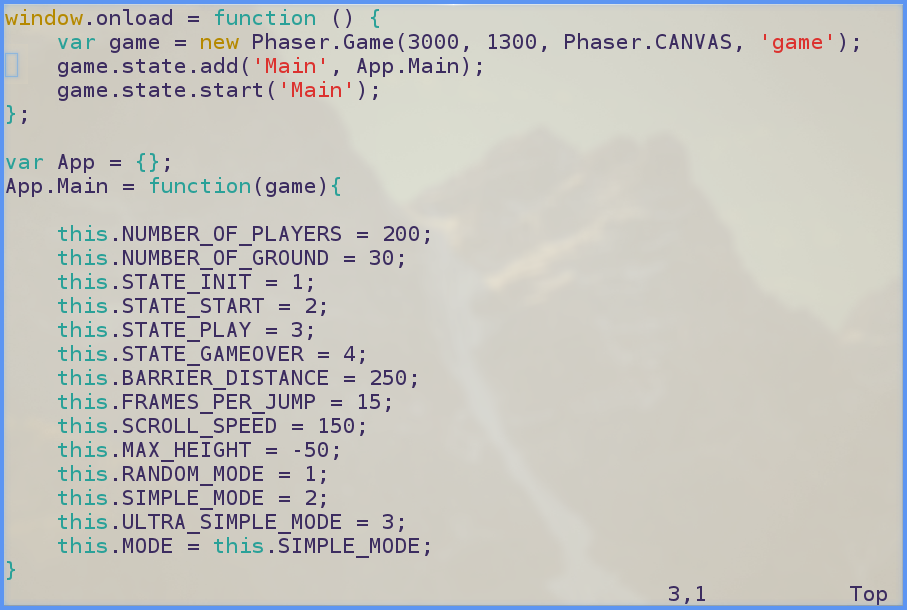 window.onload = function () {
    var game = new Phaser.Game(3000, 1300, Phaser.CANVAS, 'game');
    game.state.add('Main', App.Main);
    game.state.start('Main');
};

var App = {};
App.Main = function(game){

    this.NUMBER_OF_PLAYERS = 200;
    this.NUMBER_OF_GROUND = 30;
    this.STATE_INIT = 1;
    this.STATE_START = 2;
    this.STATE_PLAY = 3;
    this.STATE_GAMEOVER = 4;
    this.BARRIER_DISTANCE = 250;
    this.FRAMES_PER_JUMP = 15;
    this.SCROLL_SPEED = 150;
    this.MAX_HEIGHT = -50;
    this.RANDOM_MODE = 1;
    this.SIMPLE_MODE = 2;
    this.ULTRA_SIMPLE_MODE = 3;
    this.MODE = this.SIMPLE_MODE;
}
3,1 Top